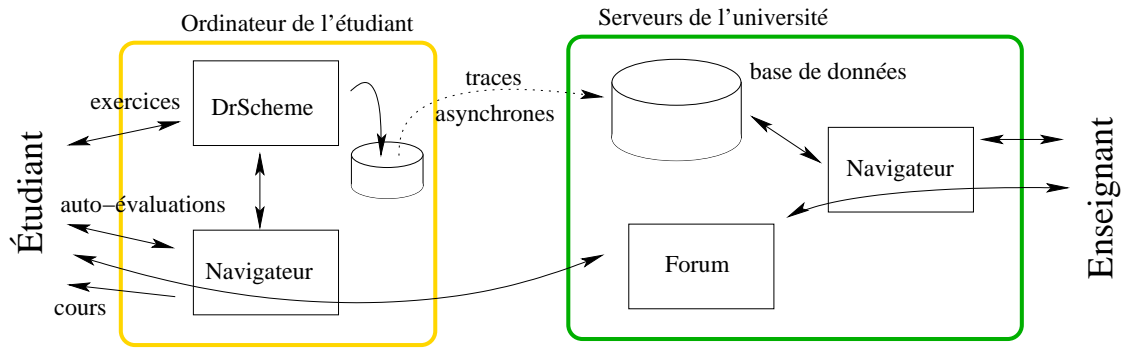 Ordinateur de l'étudiant
Serveurs de l'université
exercices
DrScheme
traces
asynchrones
base de données
Navigateur
Étudiant
auto−évaluations
Navigateur
cours
Forum
Enseignant